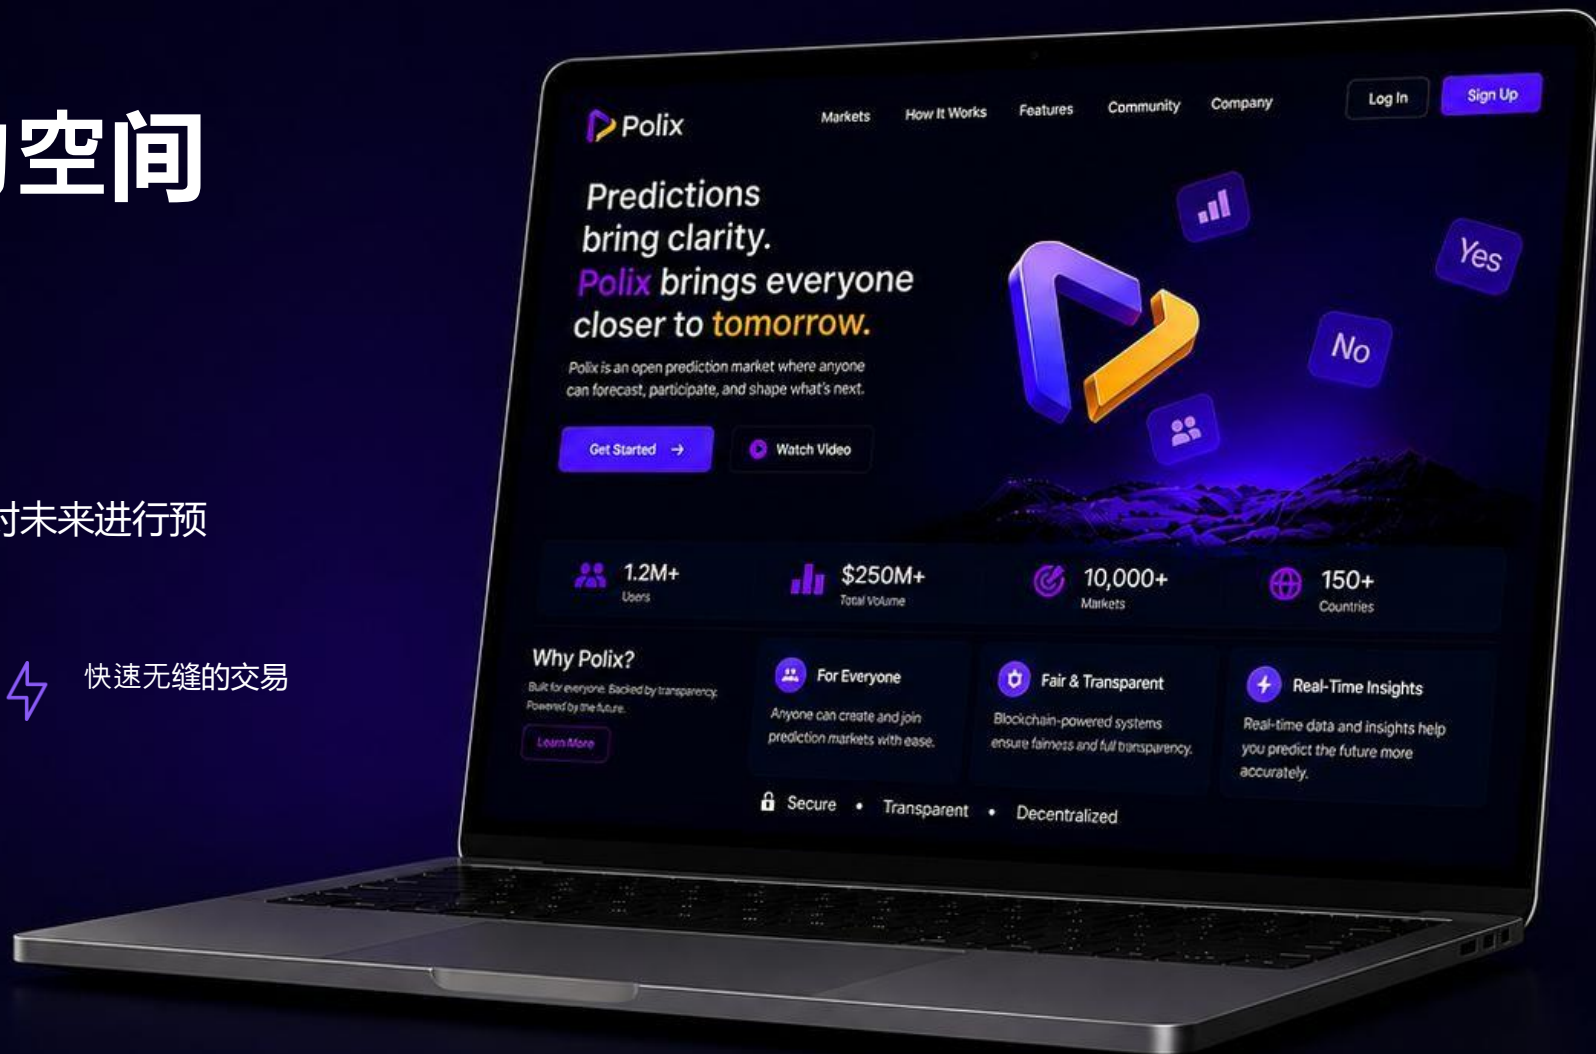 空间
对未来进行预
快速无缝的交易
Polix
Markets
How It Works
Features
Community
Company
Log In
Sign Up
Predictions
bring clarity.
Polix brings everyone
closer to tomorrow.
Polix is an open prediction market where anyone
can forecast, participate, and shape what's next.
Get Started →
Watch Video
Yes
No
1.2M+
Users
$250M+
Total Volume
10,000+
Markets
150+
Countries
Why Polix?
Built for everyone. Backed by transparency.
Powered by the future.
Learn More
For Everyone
Anyone can create and join
prediction markets with ease.
Fair & Transparent
Blockchain-powered systems
ensure fairness and full transparency.
Real-Time Insights
Real-time data and insights help
you predict the future more
accurately.
Secure • Transparent • Decentralized